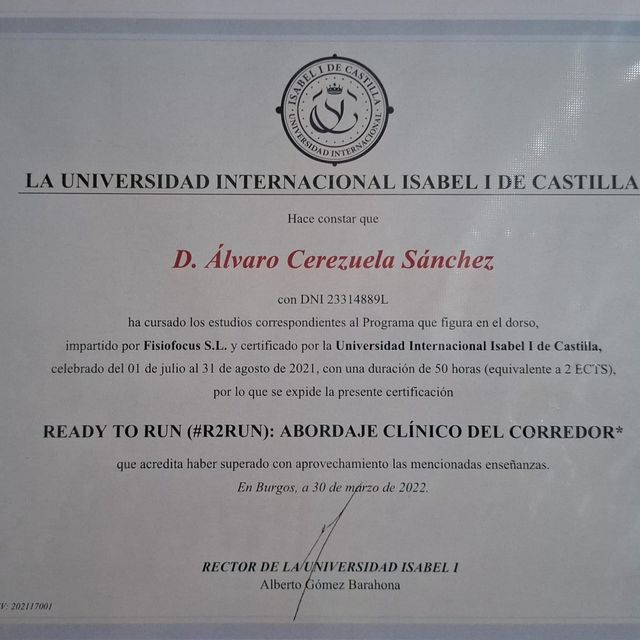 ISABEL I DE CASTILLA
UNIVERSIDAD INTERNACIONAL
LA UNIVERSIDAD INTERNACIONAL ISABEL I DE CASTILLA
Hace constar que
D. Álvaro Cerezuela Sánchez
con DNI 23314889L
ha cursado los estudios correspondientes al Programa que figura en el dorso,
impartido por Fisiofocus S.L. y certificado por la Universidad Internacional Isabel I de Castilla,
celebrado del 01 de julio al 31 de agosto de 2021, con una duración de 50 horas (equivalente a 2 ECTS),
por lo que se expide la presente certificación
READY TO RUN (#R2RUN): ABORDAJE CLÍNICO DEL CORREDOR*
que acredita haber superado con aprovechamiento las mencionadas enseñanzas.
En Burgos, a 30 de marzo de 2022.
RECTOR DE LA UNIVERSIDAD ISABEL I
Alberto Gómez Barahona
V: 202117001